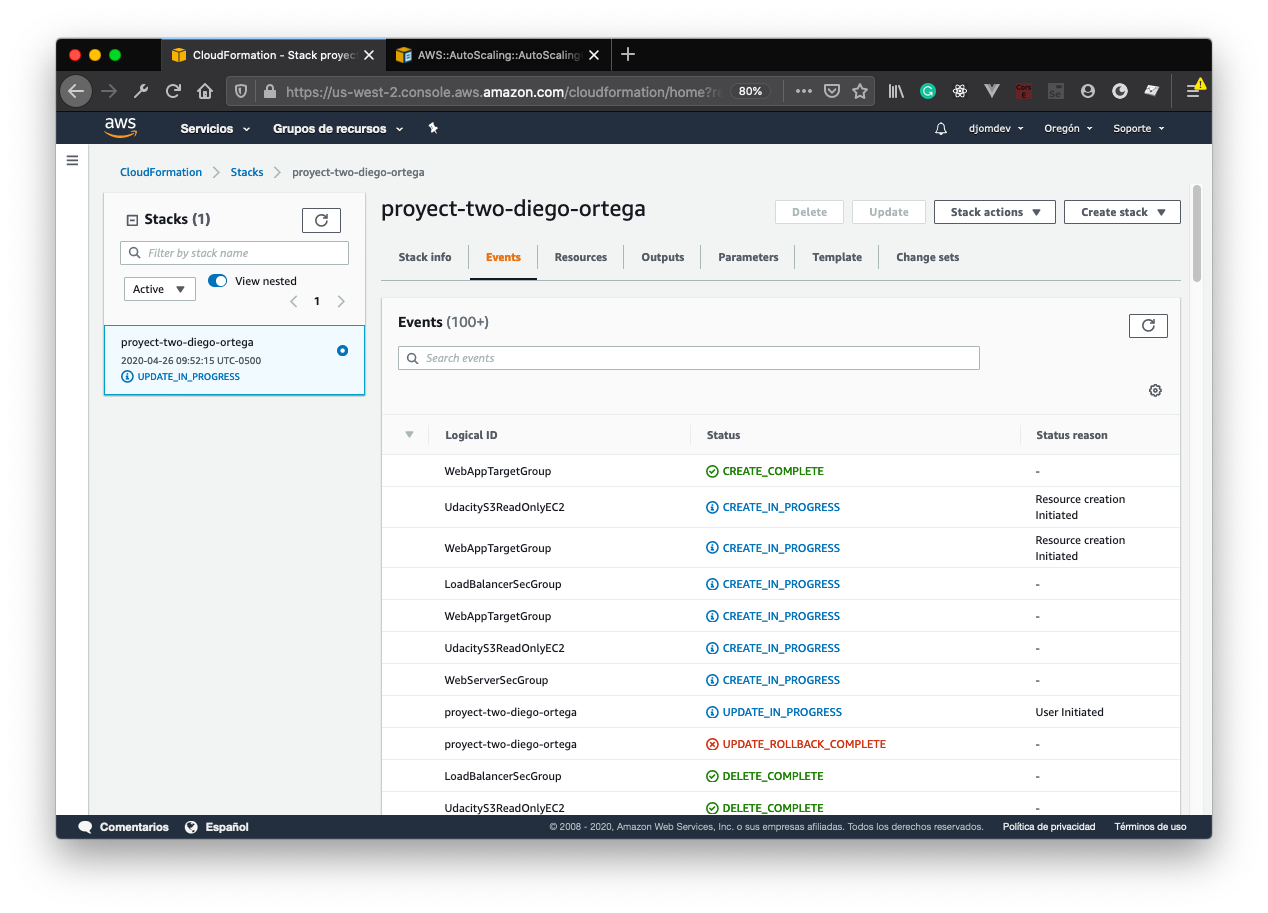 CloudFormation - Stack proyec
AWS::AutoScaling::AutoScaling
https://us-west-2.console.aws.amazon.com/cloudformation/home?re
80%
aws
Servicios
Grupos de recursos
djomdev
Oregón
Soporte
CloudFormation
Stacks
proyect-two-diego-ortega
Stacks (1)
Filter by stack name
Active
View nested
1
proyect-two-diego-ortega
2020-04-26 09:52:15 UTC-0500
UPDATE_IN_PROGRESS
proyect-two-diego-ortega
Delete
Update
Stack actions
Create stack
Stack info
Events
Resources
Outputs
Parameters
Template
Change sets
Events (100+)
Search events
Logical ID
Status
Status reason
WebAppTargetGroup
CREATE_COMPLETE
-
UdacityS3ReadOnlyEC2
CREATE_IN_PROGRESS
Resource creation
Initiated
WebAppTargetGroup
CREATE_IN_PROGRESS
Resource creation
Initiated
LoadBalancerSecGroup
CREATE_IN_PROGRESS
-
WebAppTargetGroup
CREATE_IN_PROGRESS
-
UdacityS3ReadOnlyEC2
CREATE_IN_PROGRESS
-
WebServerSecGroup
CREATE_IN_PROGRESS
-
proyect-two-diego-ortega
UPDATE_IN_PROGRESS
User Initiated
proyect-two-diego-ortega
UPDATE_ROLLBACK_COMPLETE
-
LoadBalancerSecGroup
DELETE_COMPLETE
-
UdacityS3ReadOnlyEC2
DELETE_COMPLETE
-
Comentarios
Español
© 2008 - 2020, Amazon Web Services, Inc. o sus empresas afiliadas. Todos los derechos reservados.
Política de privacidad
Términos de uso